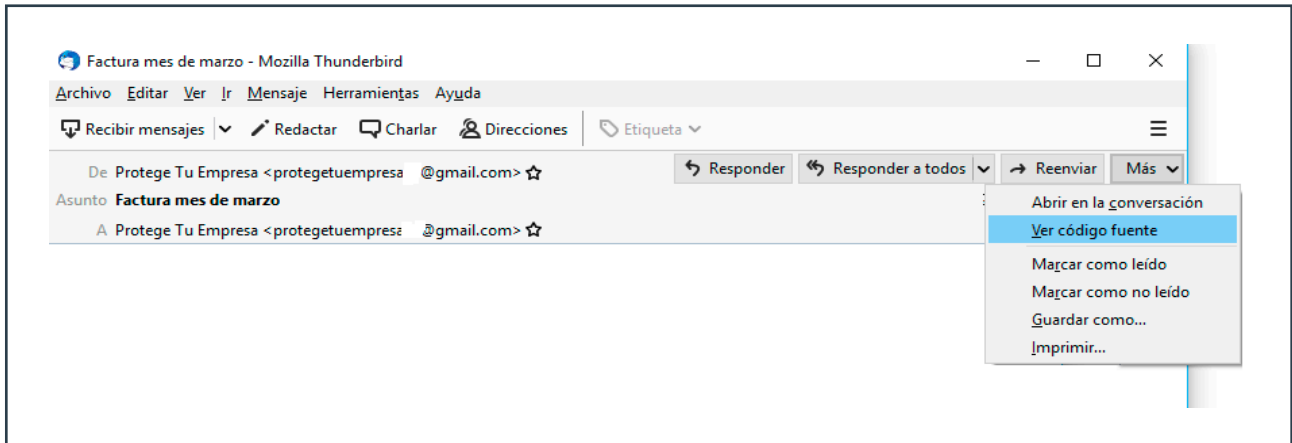 Factura mes de marzo - Mozilla Thunderbird
Archivo Editar Ver Ir Mensaje Herramientas Ayuda
Recibir mensajes Redactar Charlar Direcciones Etiqueta
De Protege Tu Empresa <protegetuempresa @gmail.com> Responder Responder a todos Reenviar Más
Asunto Factura mes de marzo
A Protege Tu Empresa <protegetuempresa @gmail.com>
Abrir en la conversación
Ver código fuente
Marcar como leído
Marcar como no leído
Guardar como...
Imprimir...